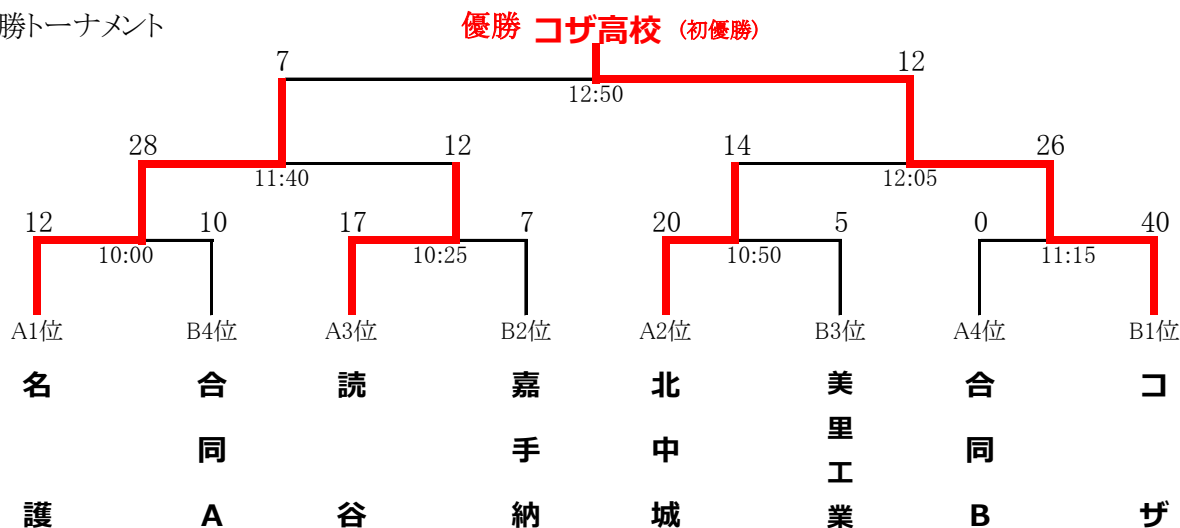 勝トーナメント
優勝 コザ高校 (初優勝)
7 12
12:50
28 12 14 26
11:40 12:05
12 10 17 7 20 5 0 40
10:00 10:25 10:50 11:15
A1位 B4位 A3位 B2位 A2位 B3位 A4位 B1位
名護
合同A
読谷
嘉手納
北中城
美里工業
合同B
コザ